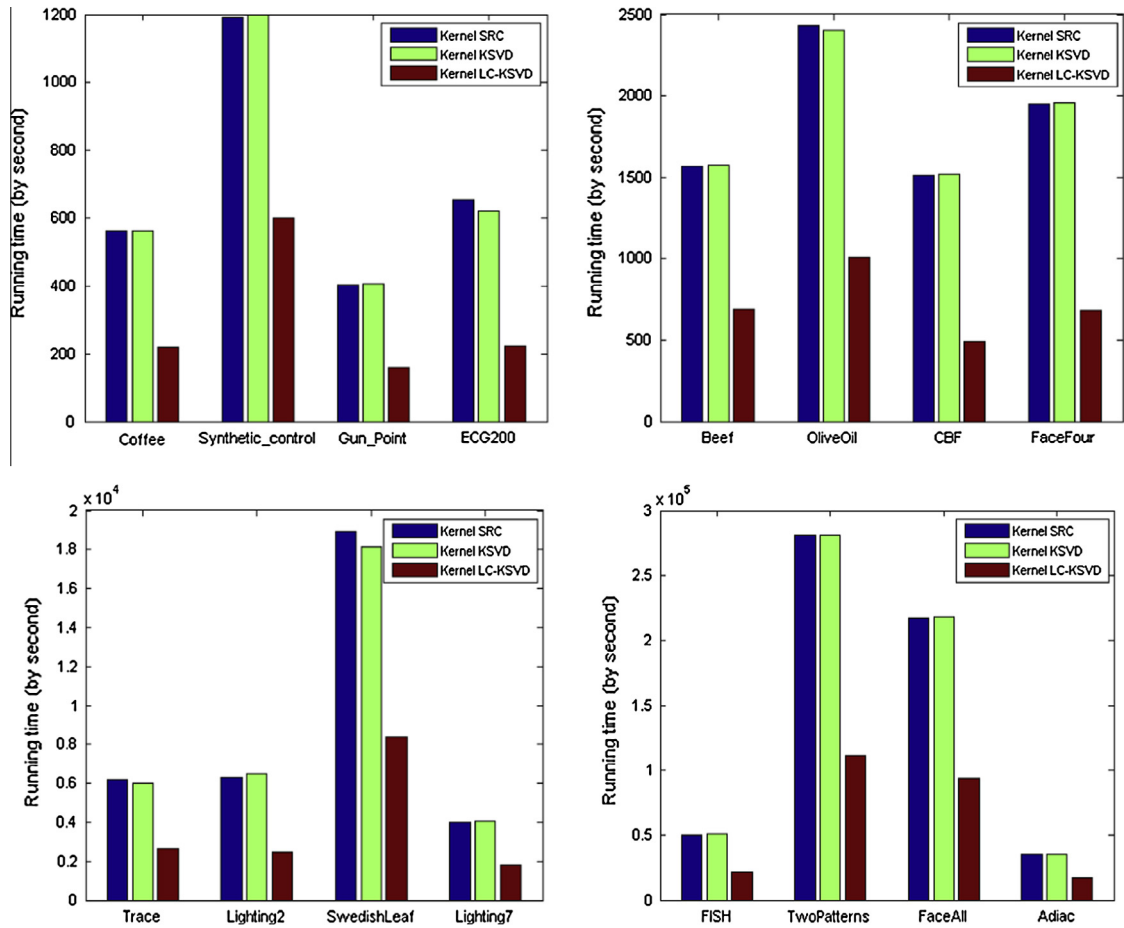 1200
1000
800
600
400
200
0
Running time (by second)
Kernel SRC
Kernel KSVD
Kernel LC-KSVD
Coffee Synthetic_control Gun_Point ECG200
2500
2000
1500
1000
500
0
Running time (by second)
Kernel SRC
Kernel KSVD
Kernel LC-KSVD
Beef OliveOil CBF FaceFour
x 10^4
2
1.8
1.6
1.4
1.2
1
0.8
0.6
0.4
0.2
0
Running time (by second)
Kernel SRC
Kernel KSVD
Kernel LC-KSVD
Trace Lighting2 SwedishLeaf Lighting7
x 10^5
3
2.5
2
1.5
1
0.5
0
Running time (by second)
Kernel SRC
Kernel KSVD
Kernel LC-KSVD
FISH TwoPatterns FaceAll Adiac